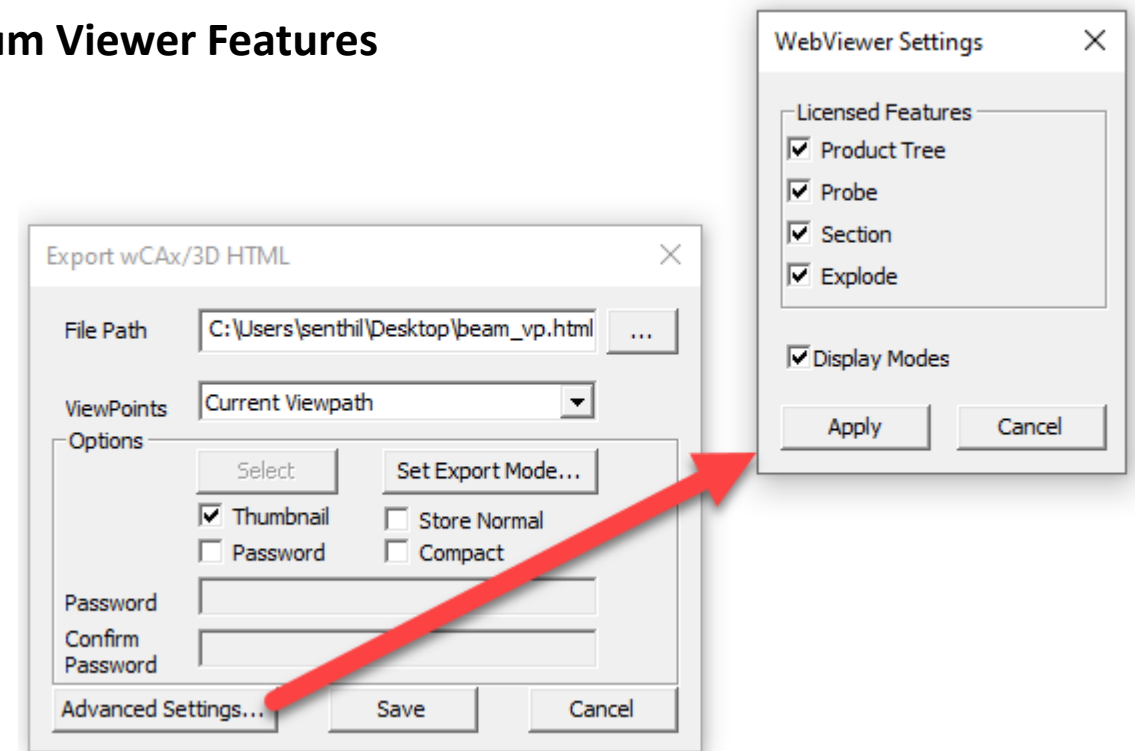 Viewer Features
WebViewer Settings
Licensed Features
Product Tree
Probe
Section
Explode
Display Modes
Apply Cancel
Export wCAx/3D HTML
File Path C:\Users\senthil\Desktop\beam_vp.html ...
ViewPoints Current Viewpath
Options
Select Set Export Mode...
Thumbnail Store Normal
Password Compact
Password
Confirm
Password
Advanced Settings... Save Cancel